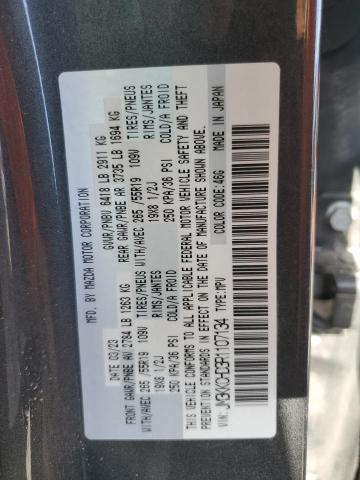 MFD. BY MAZDA MOTOR CORPORATION
DATE 03/23 GVWR/PNBV 6418 LB 2911 KG
FRONT GAWR/PNBE AV 2784 LB 1263 KG REAR GAWR/PNBE AR 3735 LB 1694 KG
WITH/AVEC 265 /55R19 109V TIRES/PNEUS WITH/AVEC 265 /55R19 109V TIRES/PNEUS
19X8 1/2J RIMS/JANTES 19X8 1/2J RIMS/JANTES
250 KPA/36 PSI COLD/A FROID 250 KPA/36 PSI COLD/A FROID
THIS VEHICLE CONFORMS TO ALL APPLICABLE FEDERAL MOTOR VEHICLE SAFETY AND THEFT
PREVENTION STANDARDS IN EFFECT ON THE DATE OF MANUFACTURE SHOWN ABOVE.
MADE IN JAPAN
VIN: JM3KKCHD3R1107134 TYPE:MPV COLOR CODE:46G